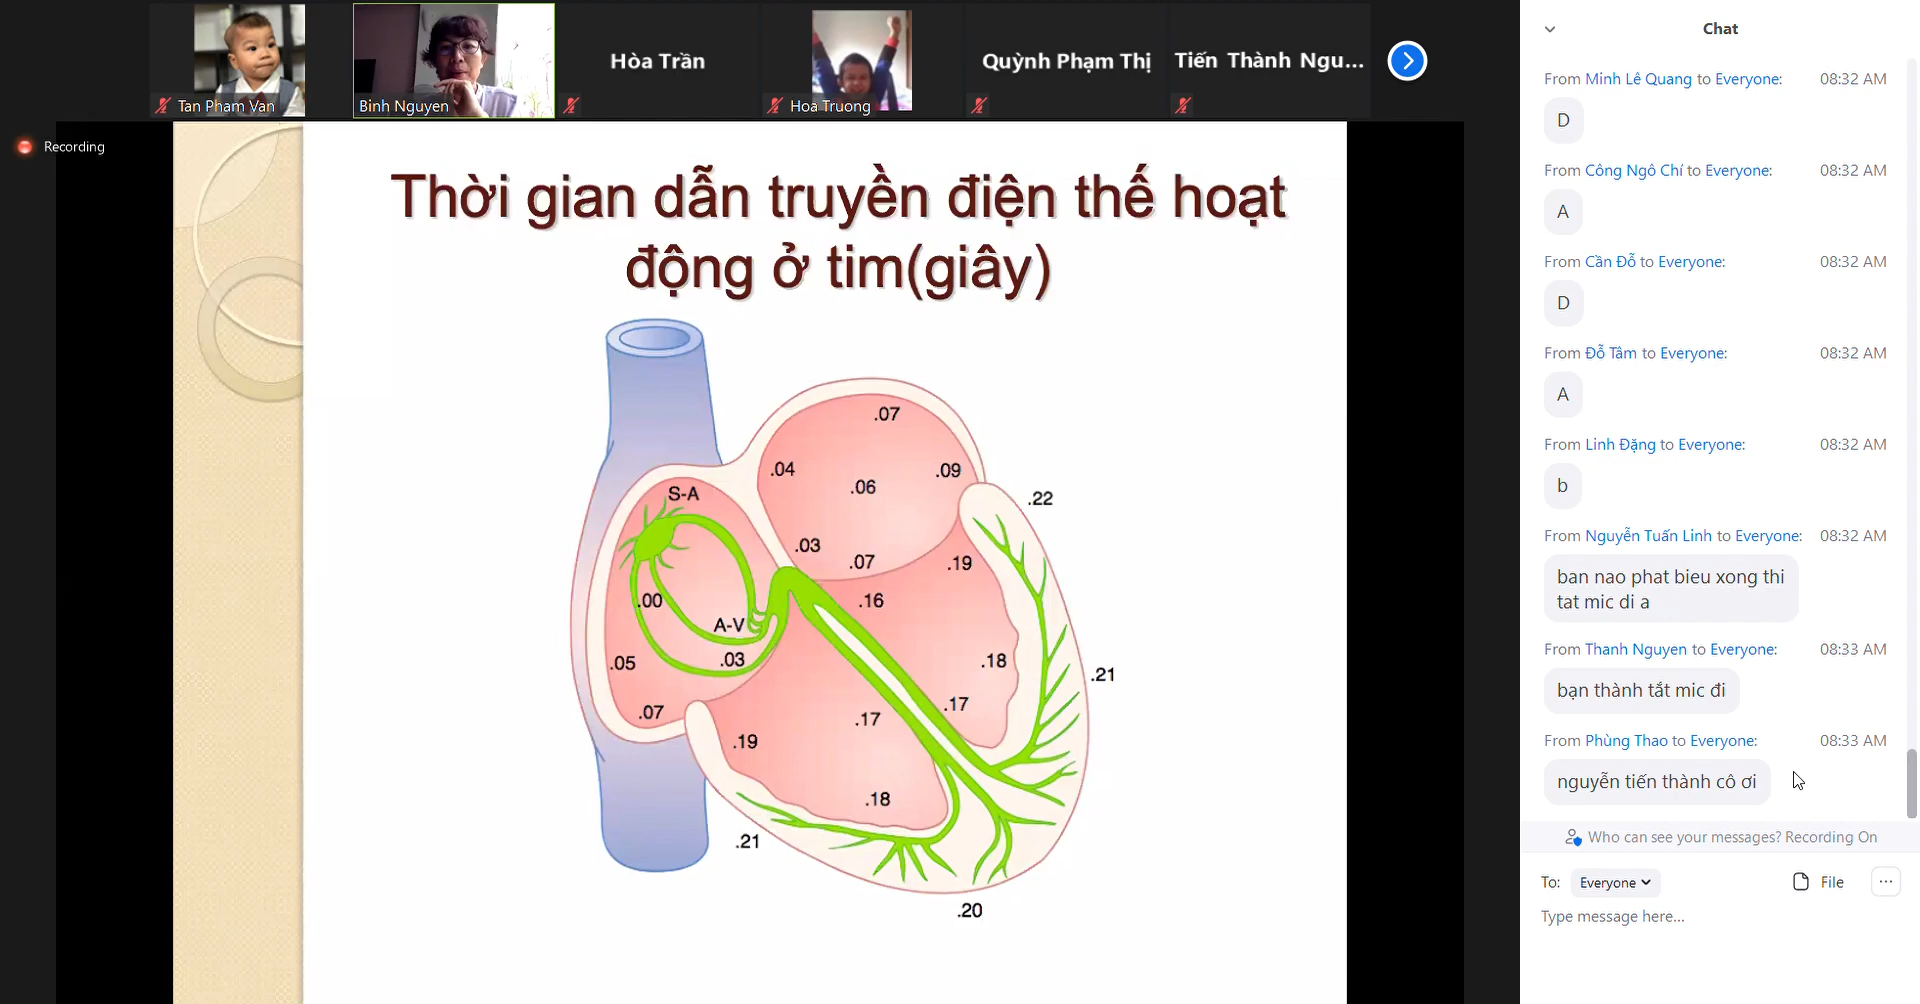 Tan Pham Van
Binh Nguyen
Hòa Trần
Hoa Truong
Quỳnh Phạm Thị
Tiến Thành Ngu...
Recording
Thời gian dẫn truyền điện thế hoạt
động ở tim(giây)
.07
.04
.09
.06
S-A
.22
.03
.07
.19
.00
.16
A-V
.05
.03
.18
.21
.07
.17
.17
.19
.18
.21
.20
Chat
From Minh Lê Quang to Everyone: 08:32 AM
D
From Công Ngô Chí to Everyone: 08:32 AM
A
From Cần Đỗ to Everyone: 08:32 AM
D
From Đỗ Tâm to Everyone: 08:32 AM
A
From Linh Đặng to Everyone: 08:32 AM
b
From Nguyễn Tuấn Linh to Everyone: 08:32 AM
ban nao phat bieu xong thi
tat mic di a
From Thanh Nguyen to Everyone: 08:33 AM
bạn thành tắt mic đi
From Phùng Thao to Everyone: 08:33 AM
nguyễn tiến thành cô ơi
Who can see your messages? Recording On
To: Everyone File
Type message here...